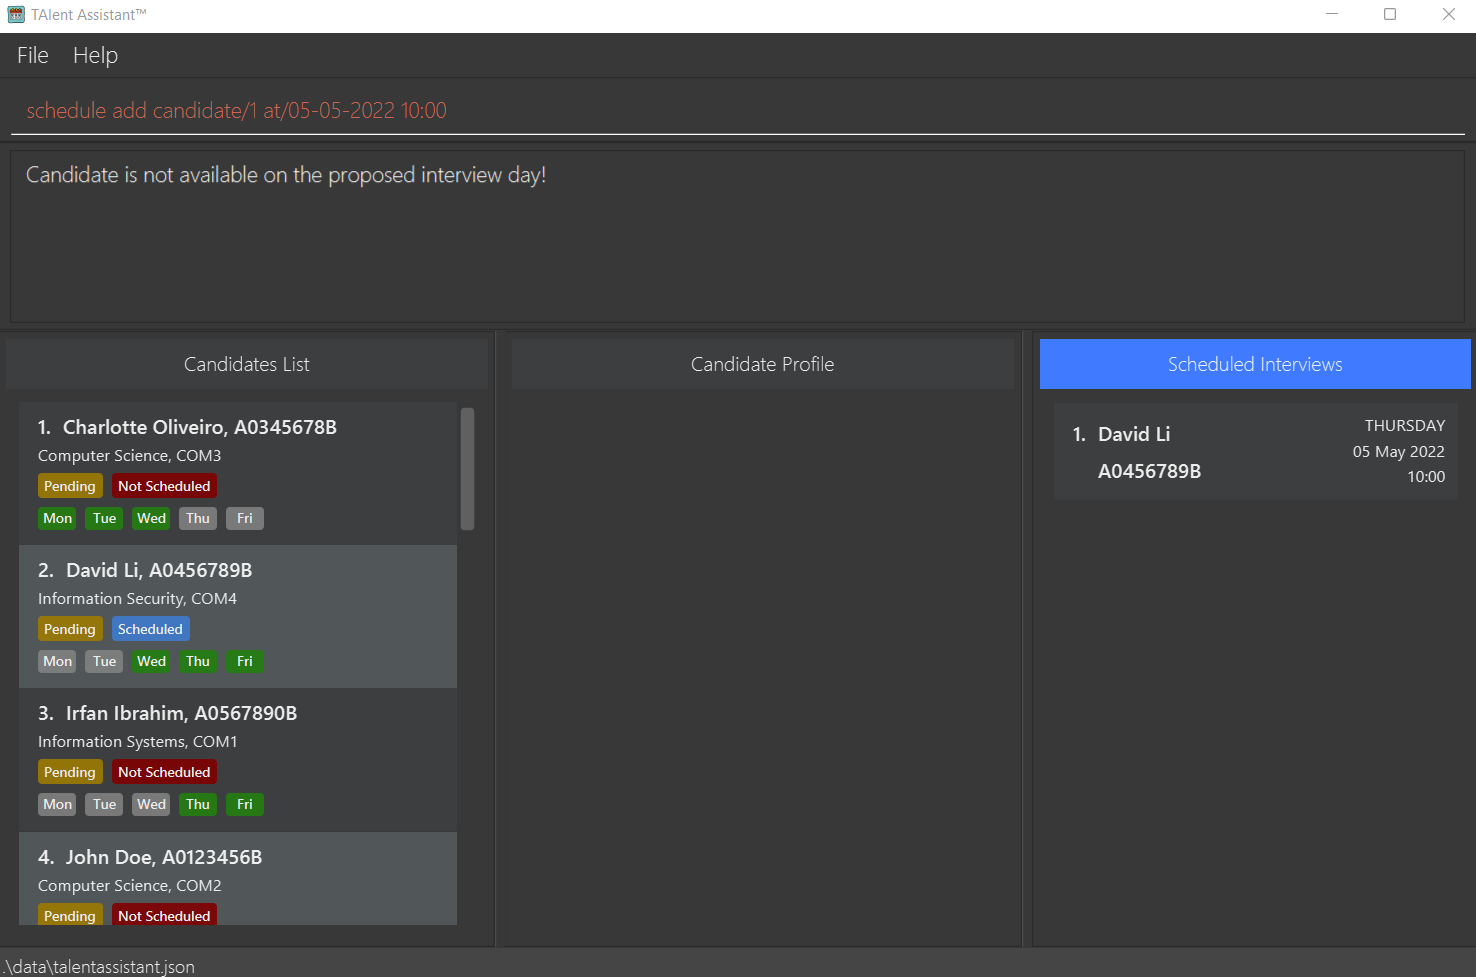 TAlent Assistant™
File Help
schedule add candidate/1 at/05-05-2022 10:00
Candidate is not available on the proposed interview day!
Candidates List
1. Charlotte Oliveiro, A0345678B
Computer Science, COM3
Pending Not Scheduled
Mon Tue Wed Thu Fri
2. David Li, A0456789B
Information Security, COM4
Pending Scheduled
Mon Tue Wed Thu Fri
3. Irfan Ibrahim, A0567890B
Information Systems, COM1
Pending Not Scheduled
Mon Tue Wed Thu Fri
4. John Doe, A0123456B
Computer Science, COM2
Pending Not Scheduled
Candidate Profile
Scheduled Interviews
1. David Li
A0456789B
THURSDAY
05 May 2022
10:00
.\data\talentassistant.json